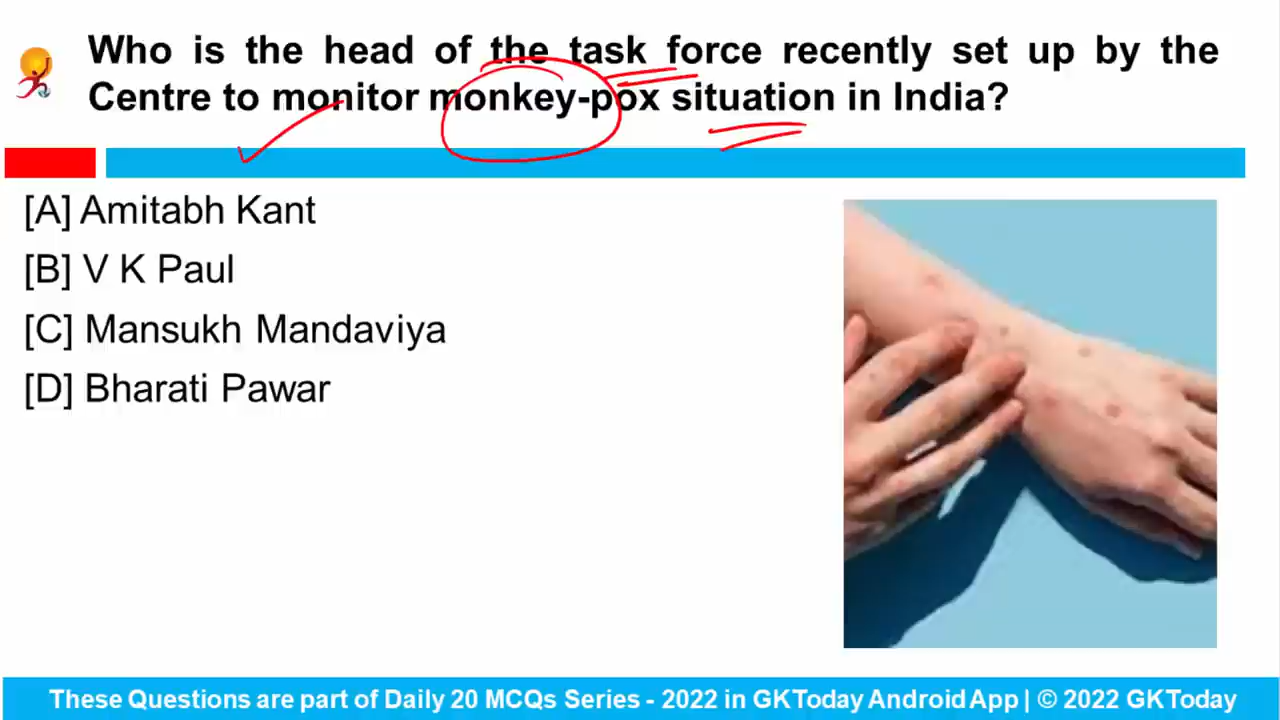 Who is the head of the task force recently set up by the
Centre to monitor monkey-pox situation in India?
[A] Amitabh Kant
[B] V K Paul
[C] Mansukh Mandaviya
[D] Bharati Pawar
These Questions are part of Daily 20 MCQs Series - 2022 in GKToday Android App | © 2022 GKToday